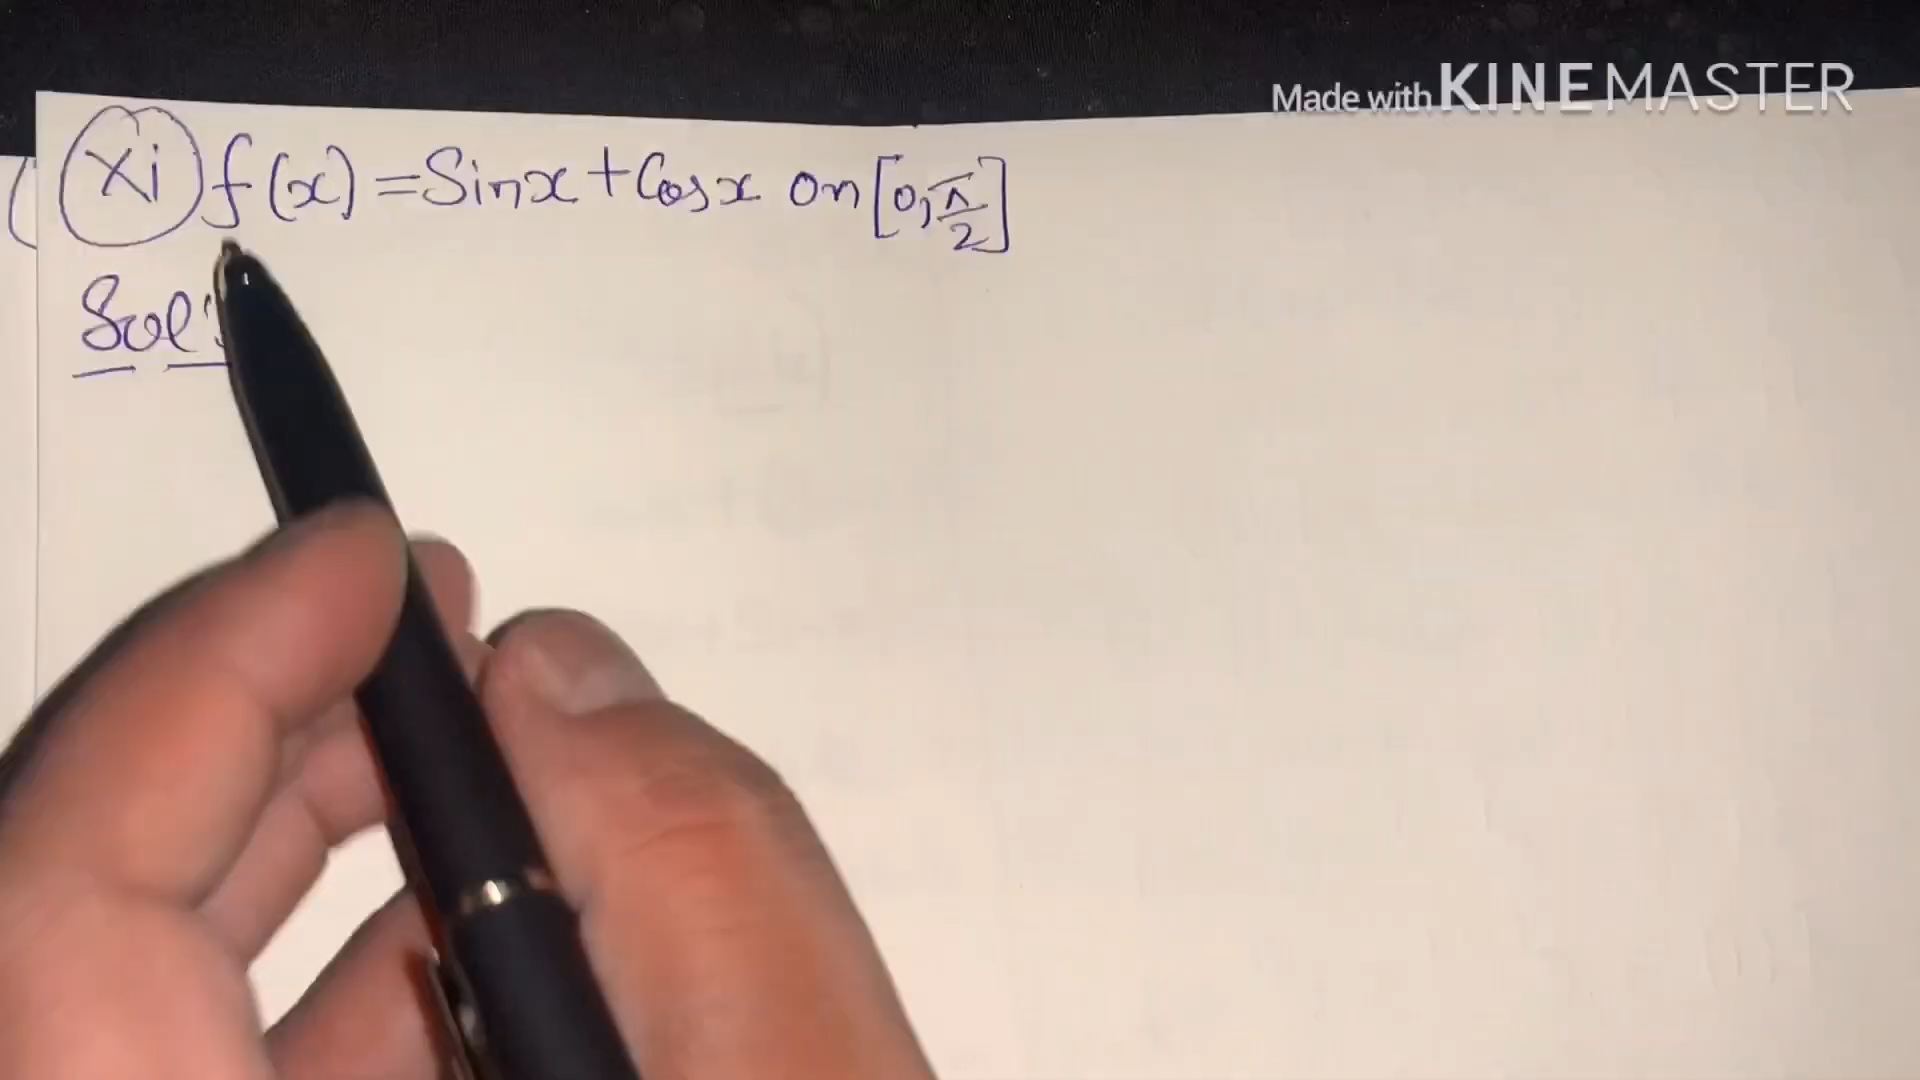 Made with KINEMASTER
xi f(x) = Sinx + Cosx on [0, π/2]
Sol: